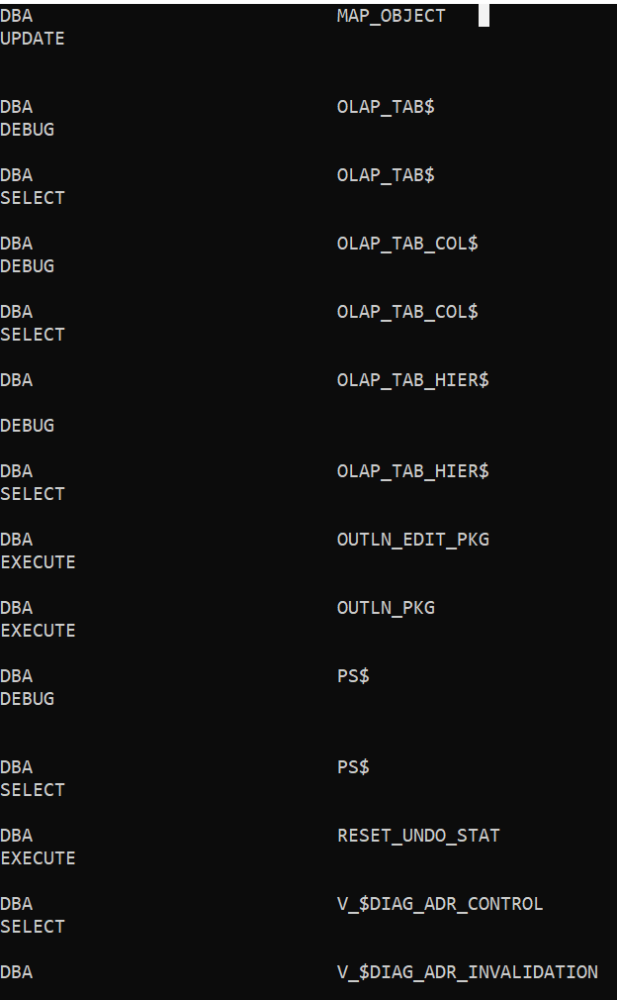 DBA MAP_OBJECT
UPDATE
DBA OLAP_TAB$
DEBUG
DBA OLAP_TAB$
SELECT
DBA OLAP_TAB_COL$
DEBUG
DBA OLAP_TAB_COL$
SELECT
DBA OLAP_TAB_HIER$
DEBUG
DBA OLAP_TAB_HIER$
SELECT
DBA OUTLN_EDIT_PKG
EXECUTE
DBA OUTLN_PKG
EXECUTE
DBA PS$
DEBUG
DBA PS$
SELECT
DBA RESET_UNDO_STAT
EXECUTE
DBA V_$DIAG_ADR_CONTROL
SELECT
DBA V_$DIAG_ADR_INVALIDATION